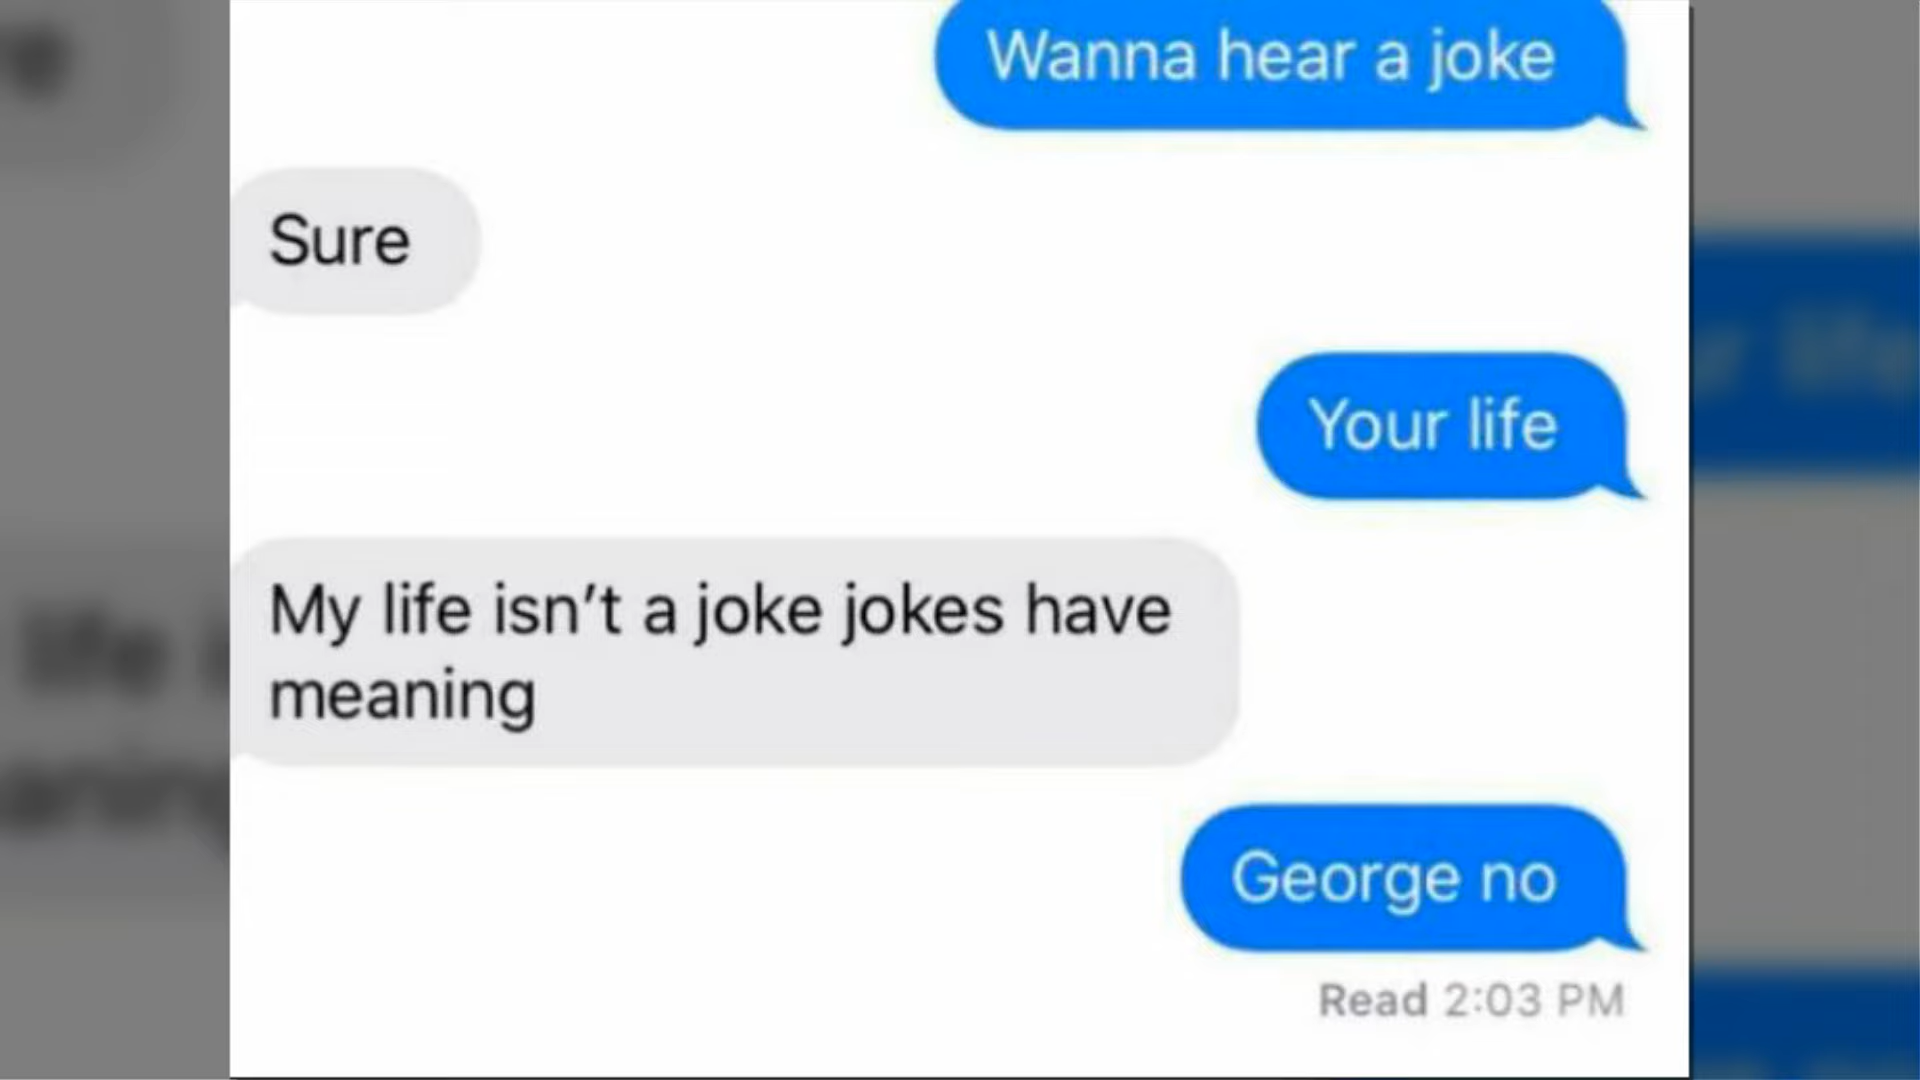 Wanna hear a joke
Sure
Your life
My life isn’t a joke jokes have
meaning
George no
Read 2:03 PM